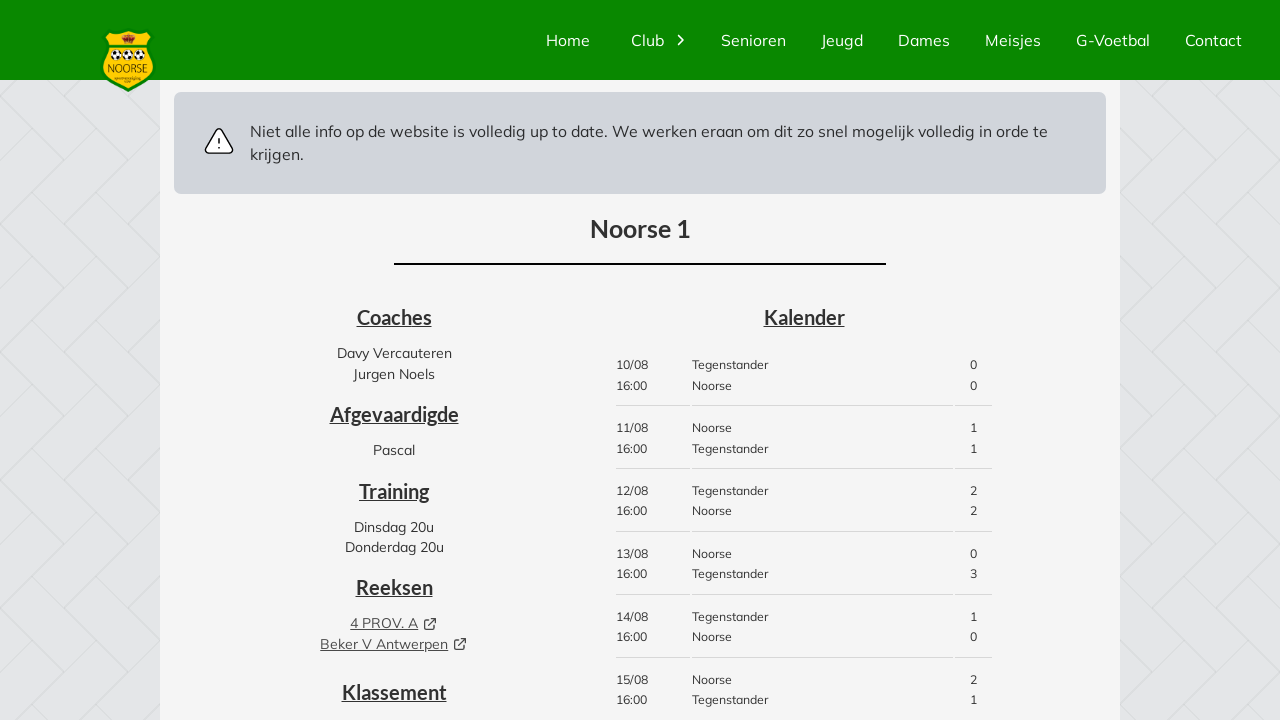 NOORSE
Home
Club
Senioren
Jeugd
Dames
Meisjes
G-Voetbal
Contact
Niet alle info op de website is volledig up to date. We werken eraan om dit zo snel mogelijk volledig in orde te
krijgen.
Noorse 1
Coaches
Davy Vercauteren
Jurgen Noels
Afgevaardigde
Pascal
Training
Dinsdag 20u
Donderdag 20u
Reeksen
4 PROV. A
Beker V Antwerpen
Klassement
Kalender
10/08 Tegenstander 0
16:00 Noorse 0
11/08 Noorse 1
16:00 Tegenstander 1
12/08 Tegenstander 2
16:00 Noorse 2
13/08 Noorse 0
16:00 Tegenstander 3
14/08 Tegenstander 1
16:00 Noorse 0
15/08 Noorse 2
16:00 Tegenstander 1